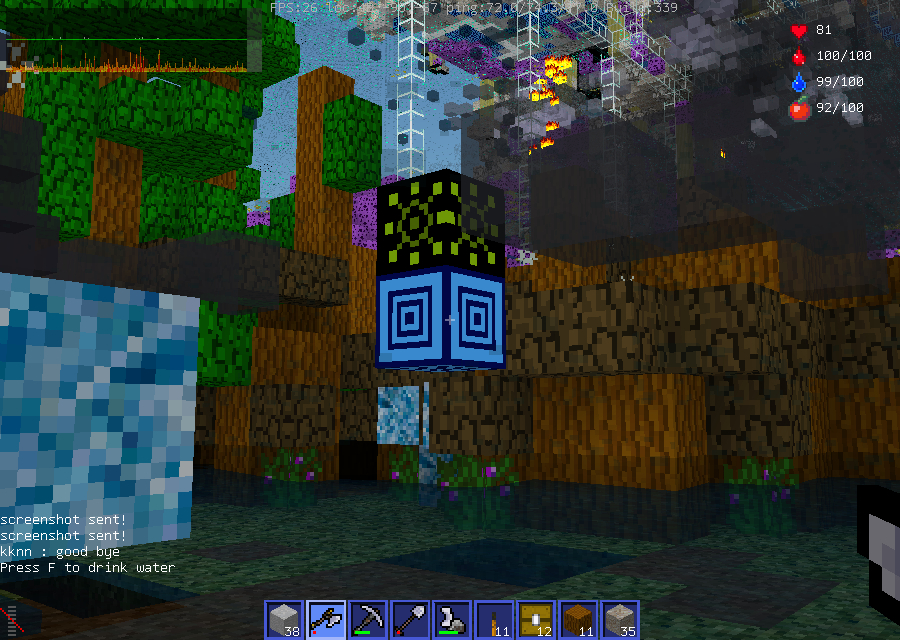 81
100/100
99/100
92/100
screenshot sent!
screenshot sent!
kknn : good bye
Press F to drink water
38
11
12
11
35